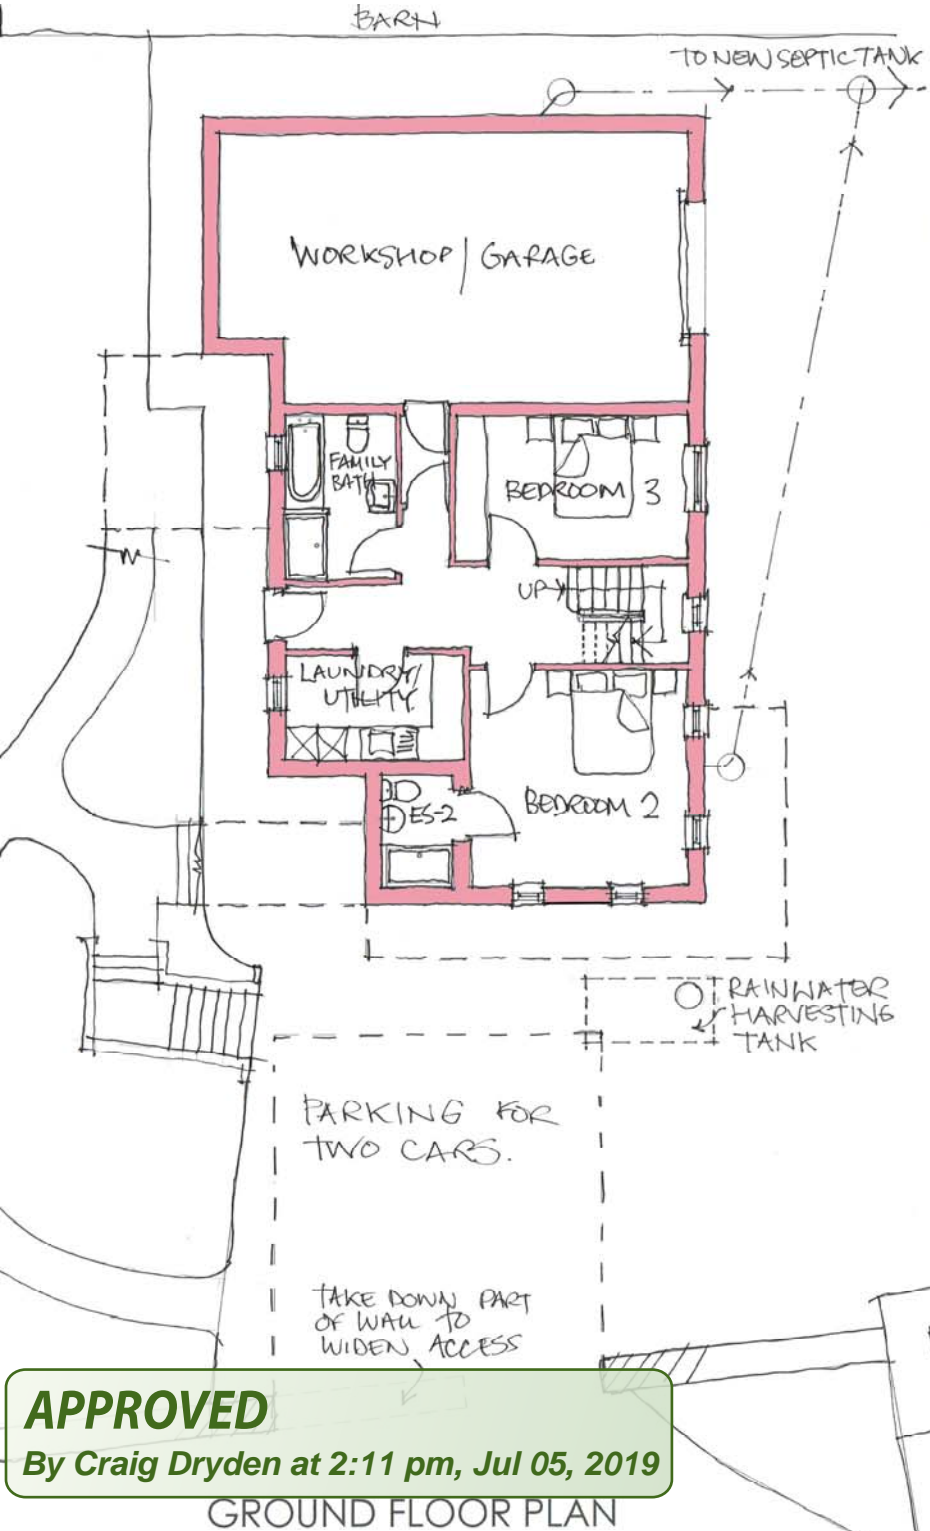 BARN
TO NEW SEPTIC TANK
WORKSHOP / GARAGE
FAMILY
BATH
BEDROOM 3
UP
LAUNDRY/
UTILITY.
ES-2
BEDROOM 2
RAINWATER
HARVESTING
TANK
PARKING FOR
TWO CARS.
TAKE DOWN PART
OF WALL TO
WIDEN ACCESS
APPROVED
By Craig Dryden at 2:11 pm, Jul 05, 2019
GROUND FLOOR PLAN